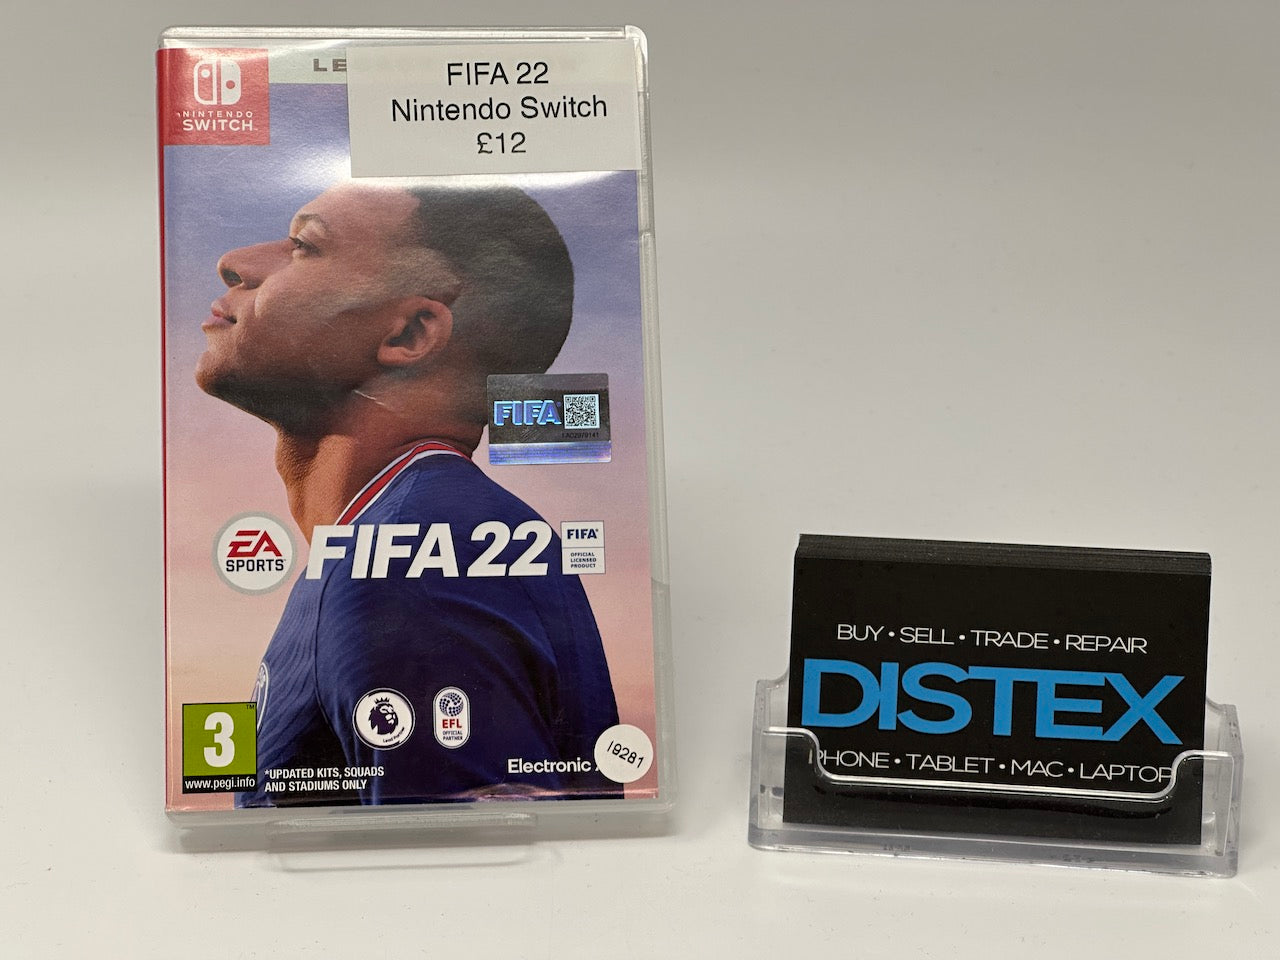 NINTENDO
SWITCH
LE
FIFA 22
Nintendo Switch
£12
FIFA
EA
SPORTS
FIFA 22
FIFA
OFFICIAL
LICENSED
PRODUCT
EFL
OFFICIAL
PARTNER
3
www.pegi.info
*UPDATED KITS, SQUADS
AND STADIUMS ONLY
Electronic
18281
BUY • SELL • TRADE • REPAIR
DISTEX
IPHONE • TABLET • MAC • LAPTOP